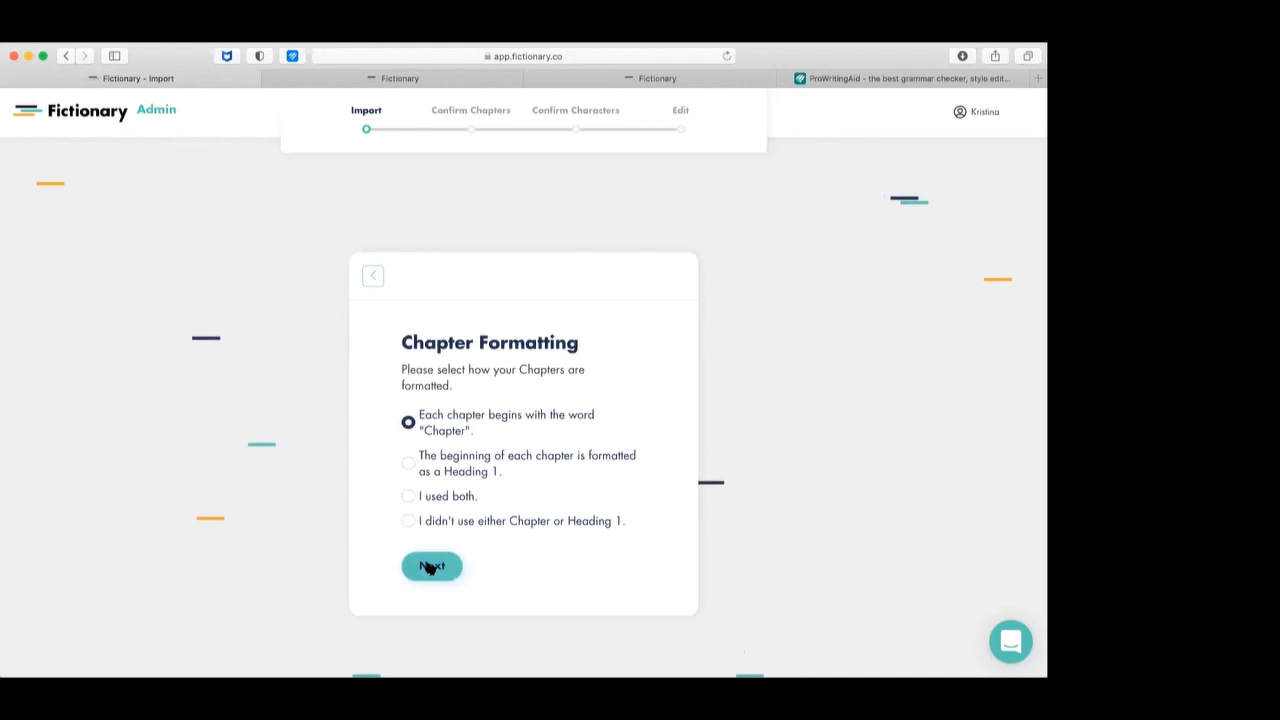 app.fictionary.co
Fictionary - Import
Fictionary
Fictionary
ProWritingAid - the best grammar checker, style edit...
Fictionary Admin
Import
Confirm Chapters
Confirm Characters
Edit
Kristina
Chapter Formatting
Please select how your Chapters are
formatted.
Each chapter begins with the word
"Chapter".
The beginning of each chapter is formatted
as a Heading 1.
I used both.
I didn't use either Chapter or Heading 1.
Next